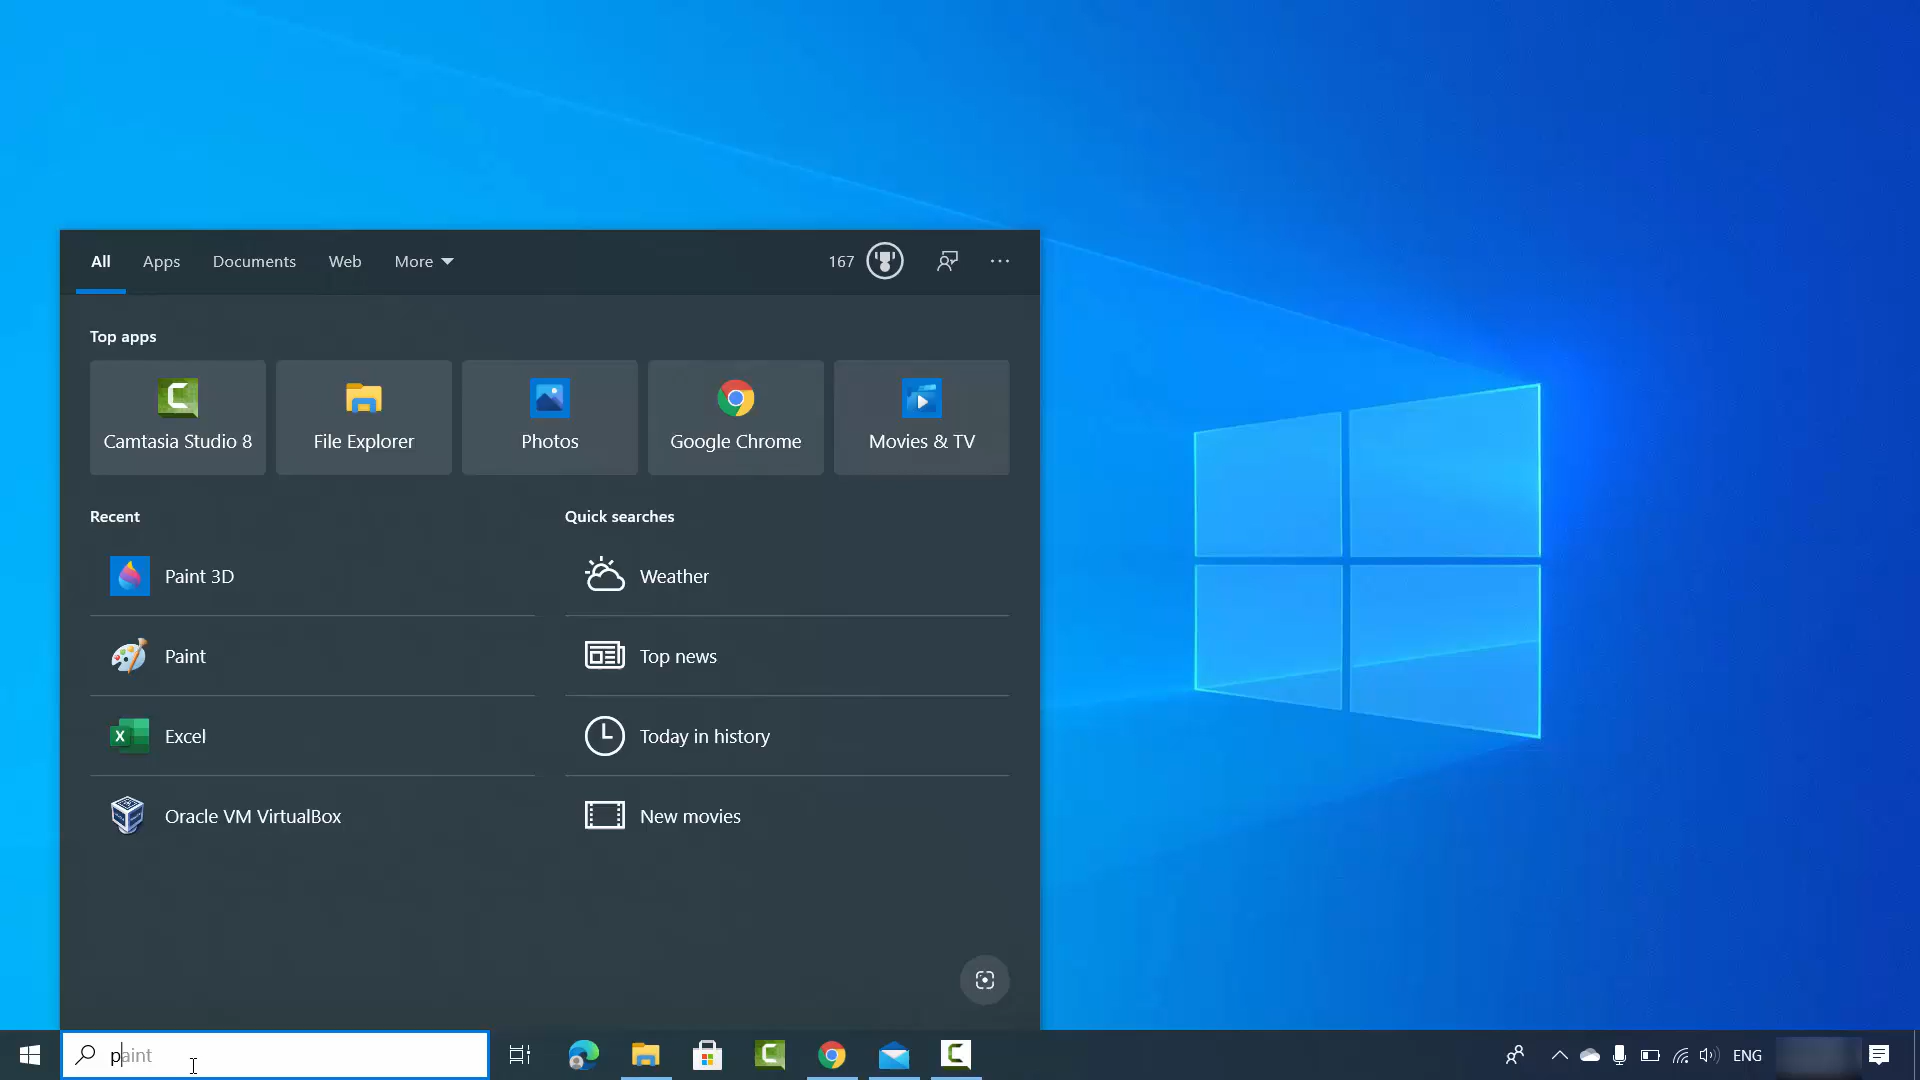 All Apps Documents Web More 167
Top apps
Camtasia Studio 8 File Explorer Photos Google Chrome Movies & TV
Recent Quick searches
Paint 3D Weather
Paint Top news
Excel Today in history
Oracle VM VirtualBox New movies
paint ENG